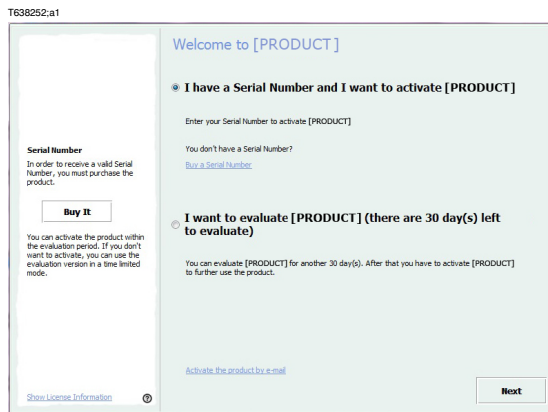 T638252;a1
Welcome to [PRODUCT]
I have a Serial Number and I want to activate [PRODUCT]
Enter your Serial Number to activate [PRODUCT]
You don't have a Serial Number?
Buy a Serial Number
Serial Number
In order to receive a valid Serial
Number, you must purchase the
product.
Buy It
You can activate the product within
the evaluation period. If you don't
want to activate, you can use the
evaluation version in a time limited
mode.
I want to evaluate [PRODUCT] (there are 30 day(s) left
to evaluate)
You can evaluate [PRODUCT] for another 30 day(s). After that you have to activate [PRODUCT]
to further use the product.
Activate the product by e-mail
Show License Information
?
Next